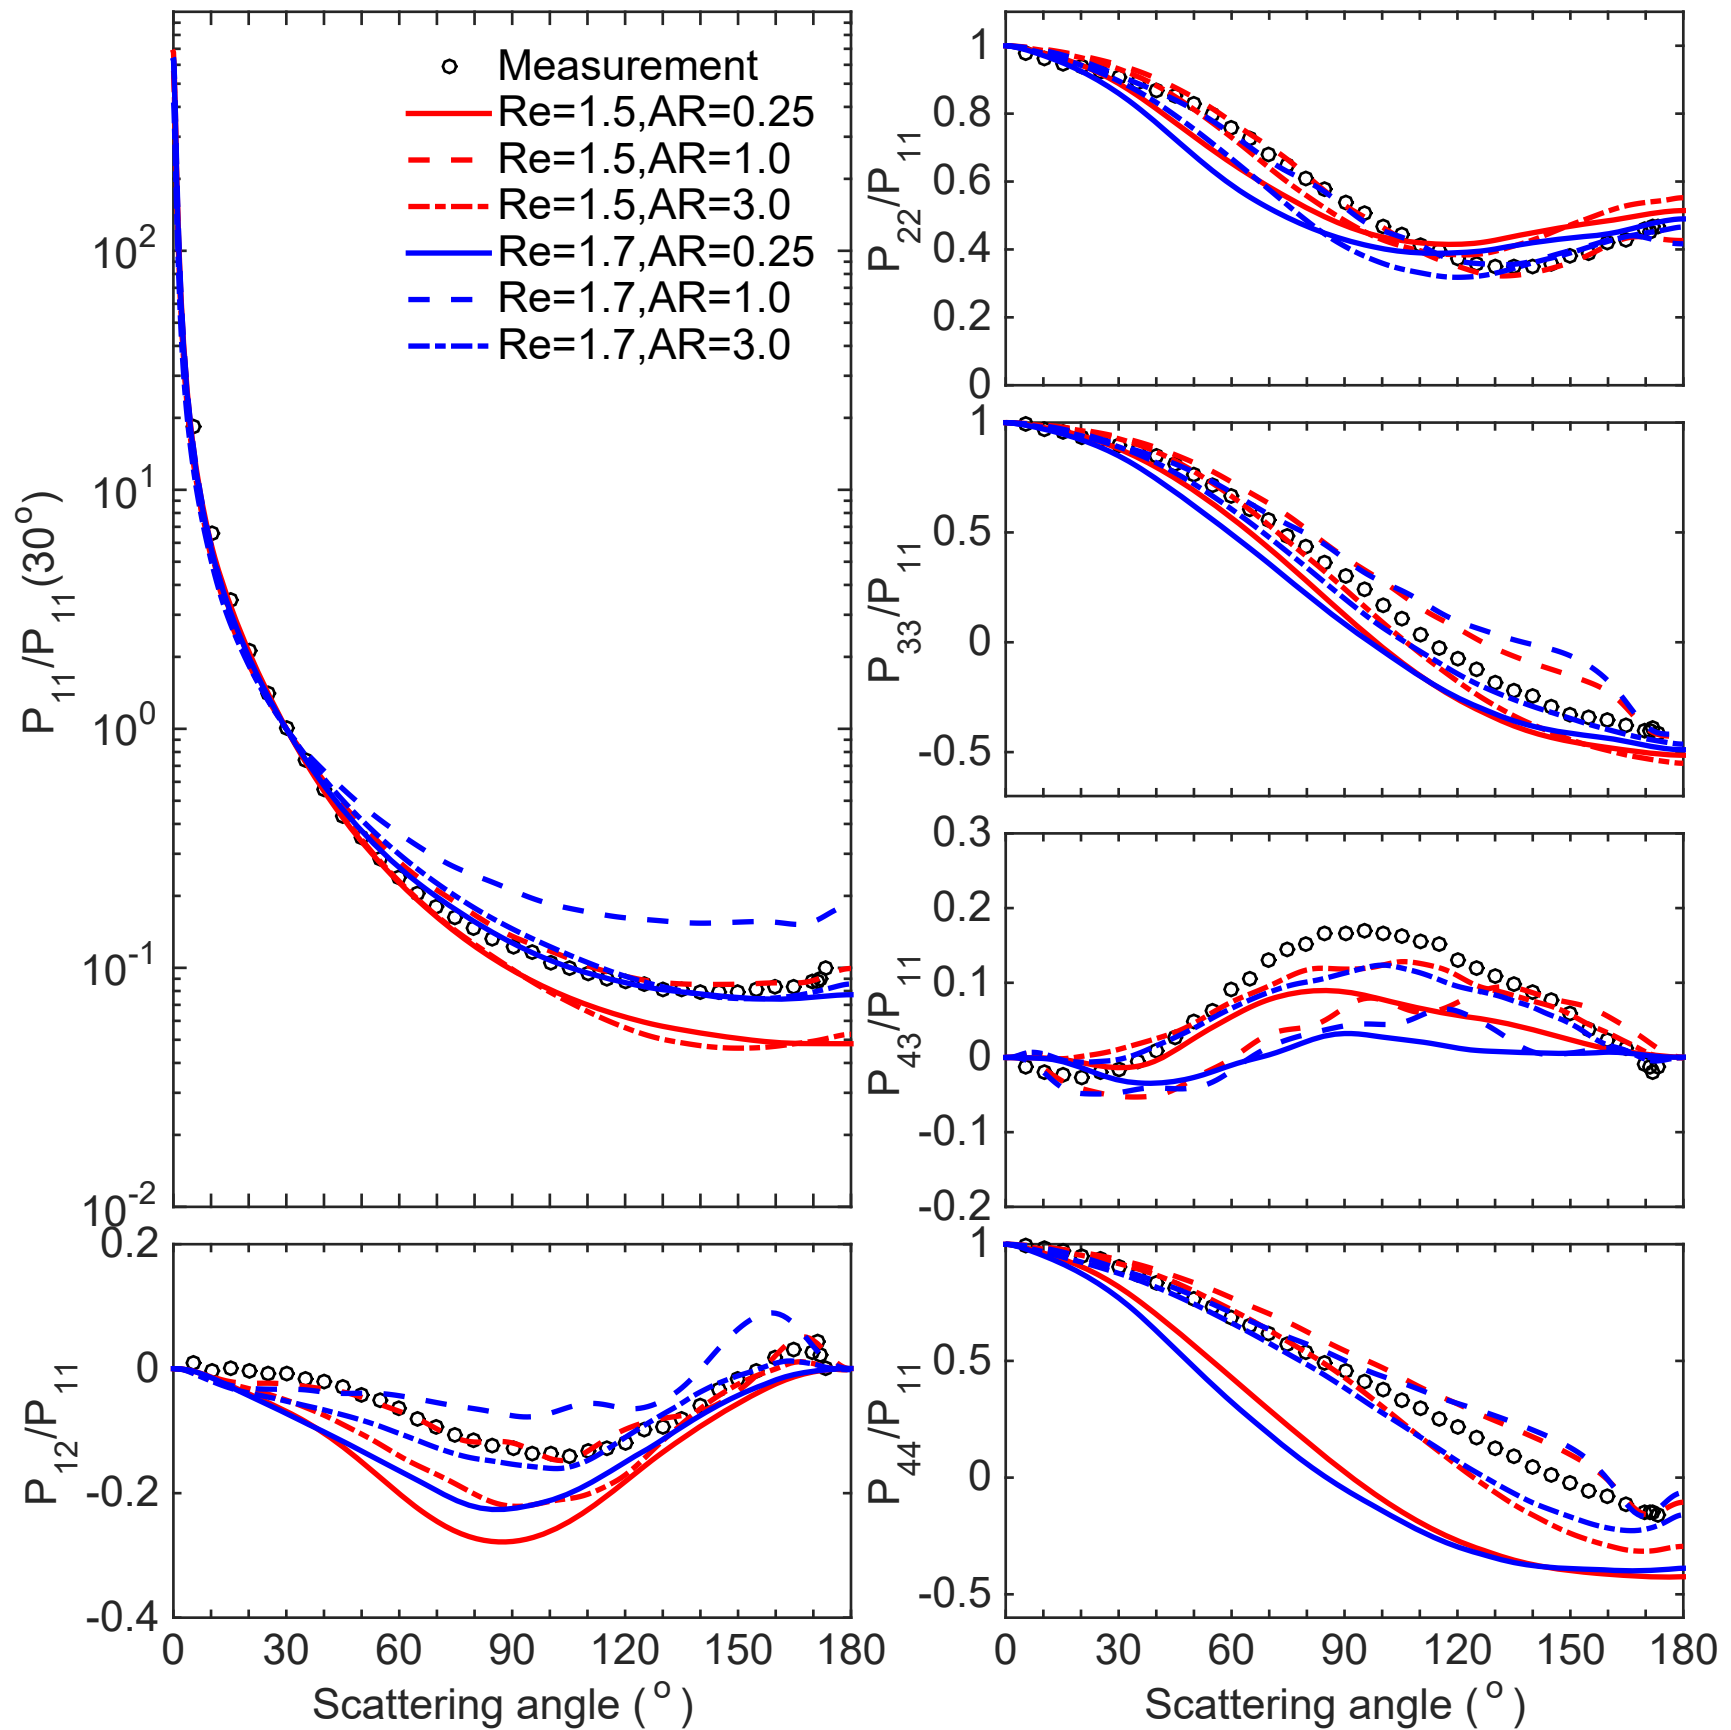 Measurement
Re=1.5,AR=0.25
Re=1.5,AR=1.0
Re=1.5,AR=3.0
Re=1.7,AR=0.25
Re=1.7,AR=1.0
Re=1.7,AR=3.0
P11/P11(30o)
10^2
10^1
10^0
10^-1
10^-2
P12/P11
0.2
0
-0.2
-0.4
0 30 60 90 120 150 180
Scattering angle (o)
P22/P11
1
0.8
0.6
0.4
0.2
0
P33/P11
1
0.5
0
-0.5
P43/P11
0.3
0.2
0.1
0
-0.1
-0.2
P44/P11
1
0.5
0
-0.5
0 30 60 90 120 150 180
Scattering angle (o)